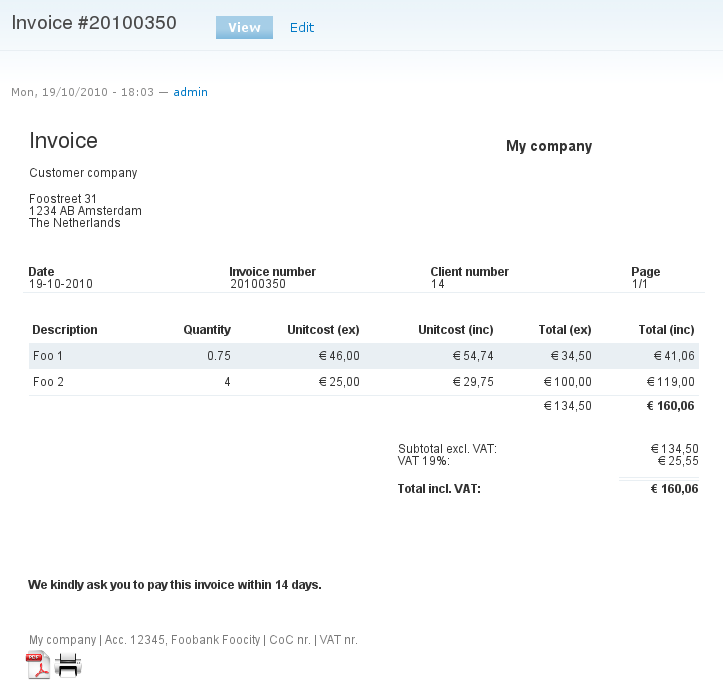 Invoice #20100350 View Edit
Mon, 19/10/2010 - 18:03 — admin
Invoice
My company
Customer company
Foostreet 31
1234 AB Amsterdam
The Netherlands
Date Invoice number Client number Page
19-10-2010 20100350 14 1/1
Description Quantity Unitcost (ex) Unitcost (inc) Total (ex) Total (inc)
Foo 1 0.75 € 46,00 € 54,74 € 34,50 € 41,06
Foo 2 4 € 25,00 € 29,75 € 100,00 € 119,00
€ 134,50 € 160,06
Subtotal excl. VAT: € 134,50
VAT 19%: € 25,55
Total incl. VAT: € 160,06
We kindly ask you to pay this invoice within 14 days.
My company | Acc. 12345, Foobank Foocity | CoC nr. | VAT nr.
PDF